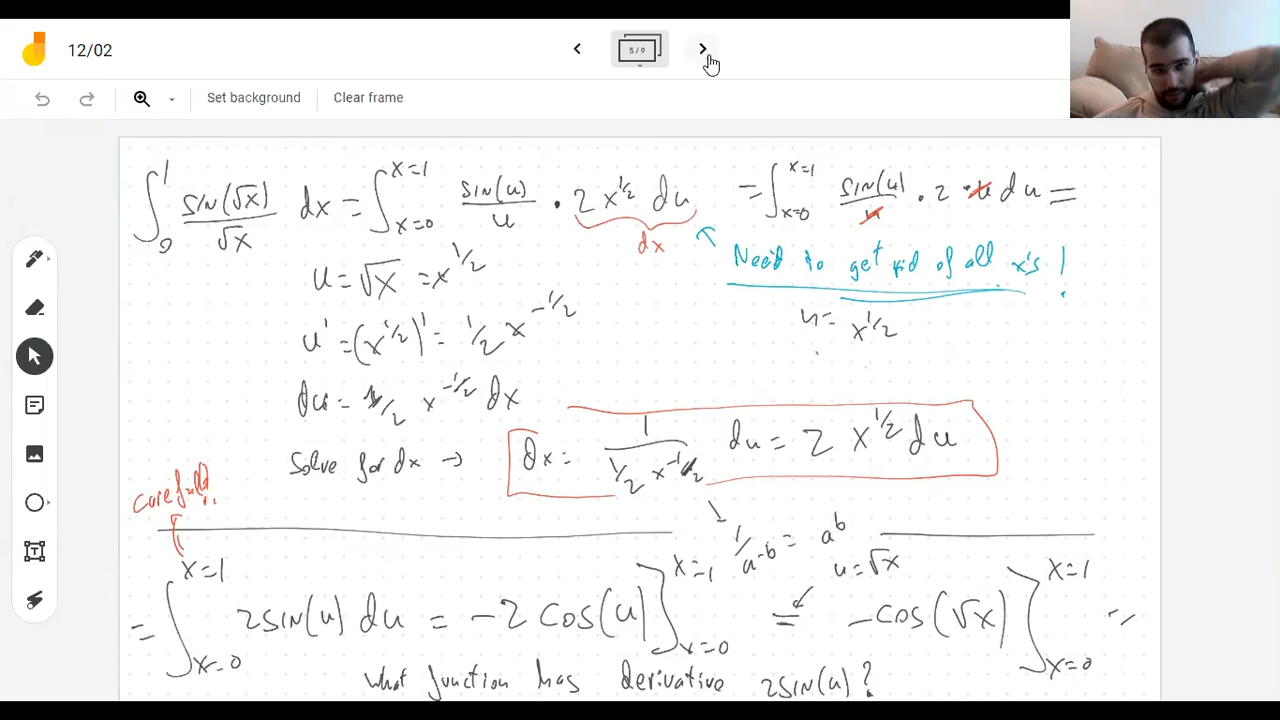 12/02
5/9
Set background
Clear frame
∫₀¹ sin(√x)/√x dx = ∫_{x=0}^{x=1} sin(u)/u · 2 x^{1/2} du = ∫_{x=0}^{x=1} sin(u)/u · 2 · u du =
dx
Need to get rid of all x's !
u = √x = x^{1/2}
u = x^{1/2}
u' = (x^{1/2})' = 1/2 x^{-1/2}
du = 1/2 x^{-1/2} dx
Solve for dx → dx = 1/(1/2 x^{-1/2}) du = 2 x^{1/2} du
Careful!!
1/a^{-b} = a^b
u = √x
= ∫_{x=0}^{x=1} 2sin(u) du = -2 cos(u)]_{x=0}^{x=1} = -cos(√x)]_{x=0}^{x=1} =
What function has derivative 2sin(u)?